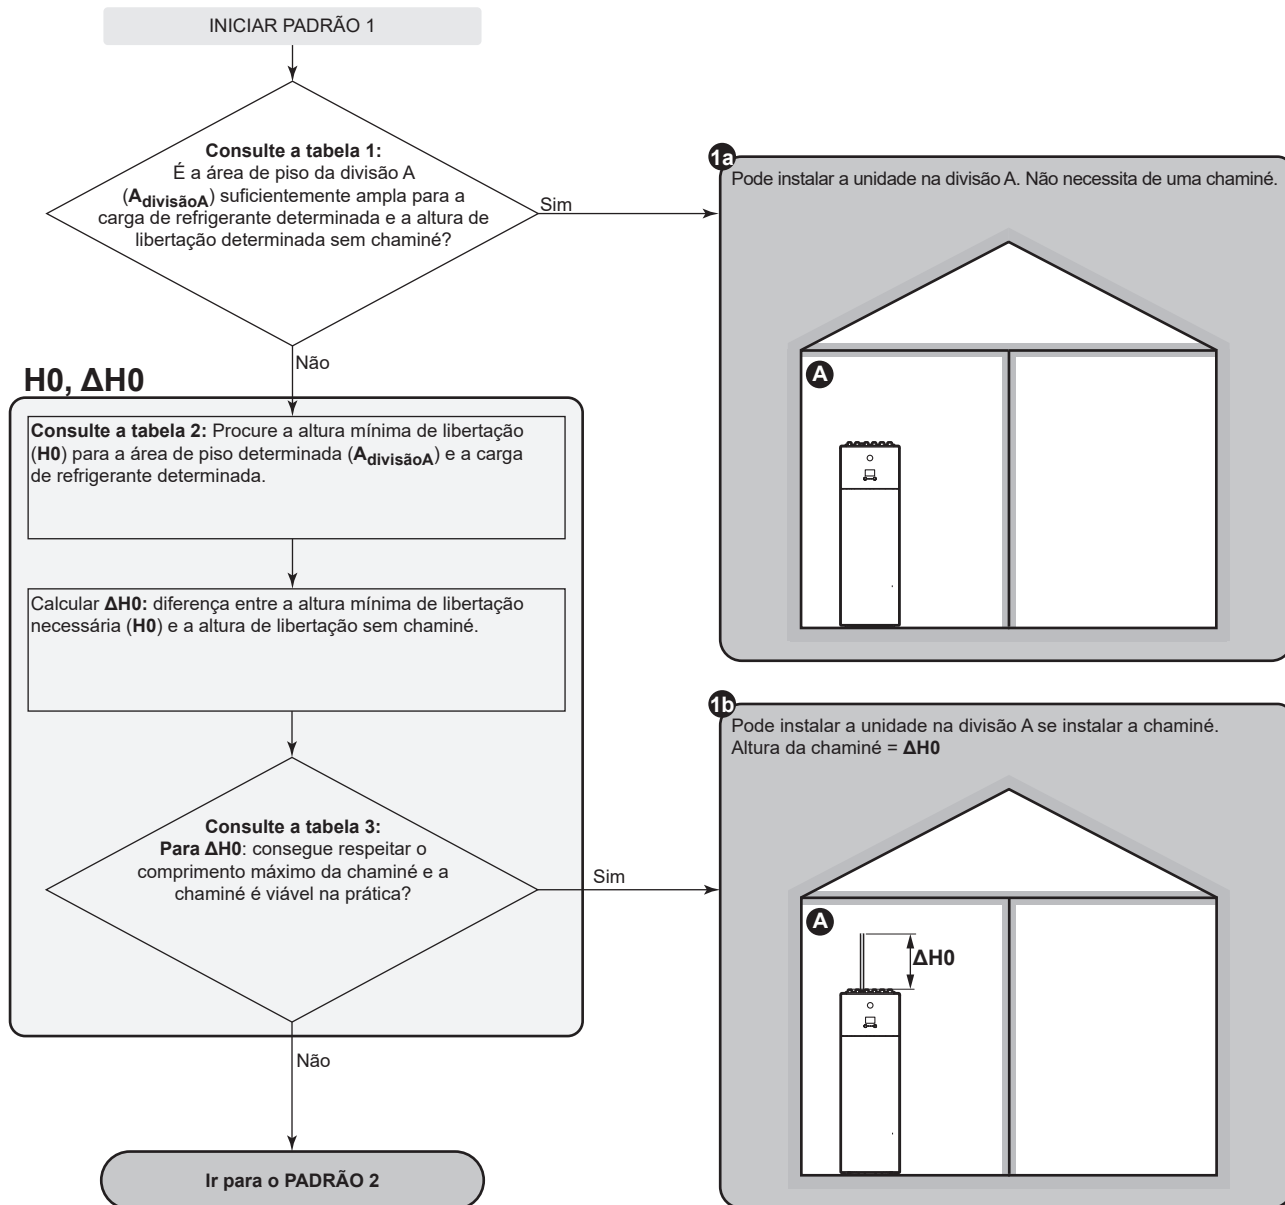 INICIAR PADRÃO 1
Consulte a tabela 1:
É a área de piso da divisão A
(AdivisãoA) suficientemente ampla para a
carga de refrigerante determinada e a altura de
libertação determinada sem chaminé?
Sim
1a
Pode instalar a unidade na divisão A. Não necessita de uma chaminé.
A
Não
H0, ΔH0
Consulte a tabela 2: Procure a altura mínima de libertação
(H0) para a área de piso determinada (AdivisãoA) e a carga
de refrigerante determinada.
Calcular ΔH0: diferença entre a altura mínima de libertação
necessária (H0) e a altura de libertação sem chaminé.
Consulte a tabela 3:
Para ΔH0: consegue respeitar o
comprimento máximo da chaminé e a
chaminé é viável na prática?
Sim
1b
Pode instalar a unidade na divisão A se instalar a chaminé.
Altura da chaminé = ΔH0
A
ΔH0
Não
Ir para o PADRÃO 2